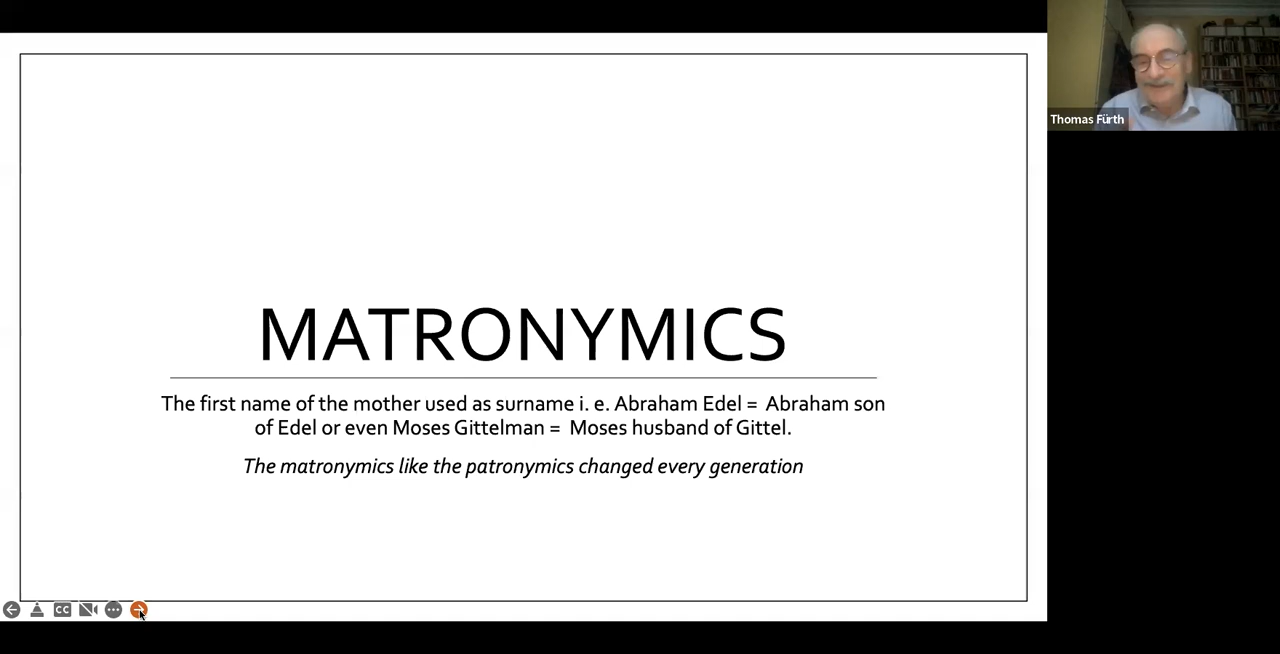 MATRONYMICS
The first name of the mother used as surname i. e. Abraham Edel = Abraham son
of Edel or even Moses Gittelman = Moses husband of Gittel.
The matronymics like the patronymics changed every generation
Thomas Fürth
CC